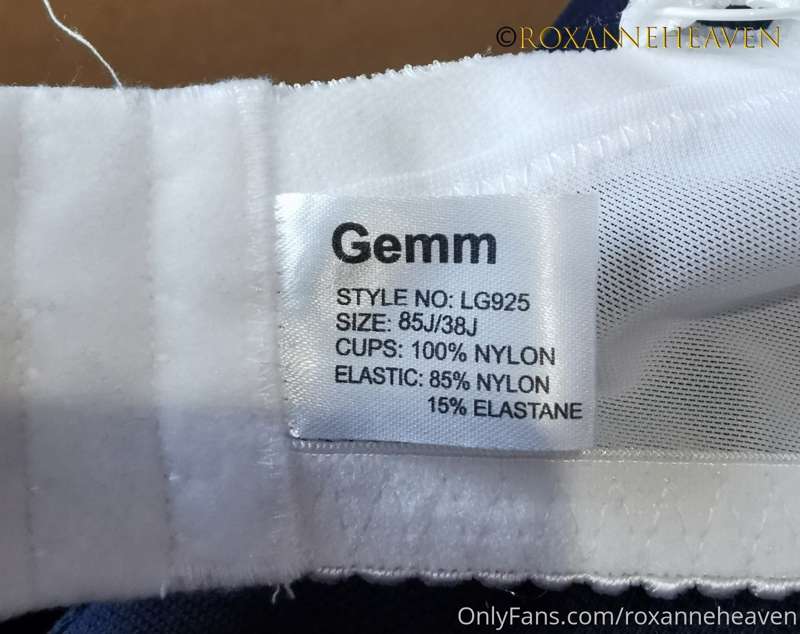 ©ROXANNEHEAVEN
Gemm
STYLE NO: LG925
SIZE: 85J/38J
CUPS: 100% NYLON
ELASTIC: 85% NYLON
15% ELASTANE
OnlyFans.com/roxanneheaven